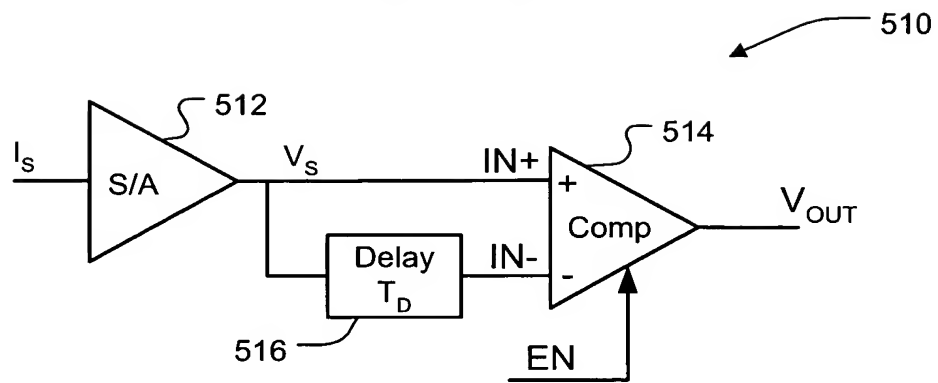 510
512
514
I_S
S/A
V_S
IN+
+
Comp
V_OUT
Delay
T_D
IN-
-
516
EN